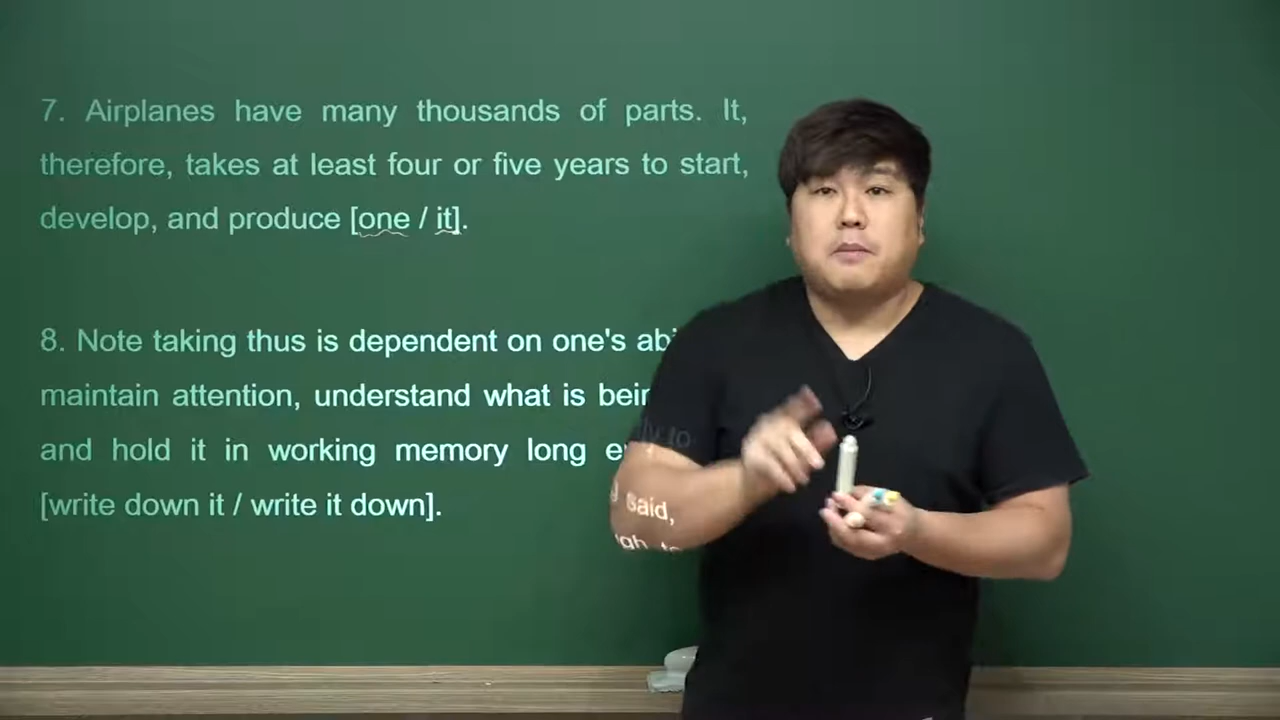 7. Airplanes have many thousands of parts. It,
therefore, takes at least four or five years to start,
develop, and produce [one / it].
8. Note taking thus is dependent on one's
maintain attention, understand what is
and hold it in working memory long
[write down it / write it down].
said,